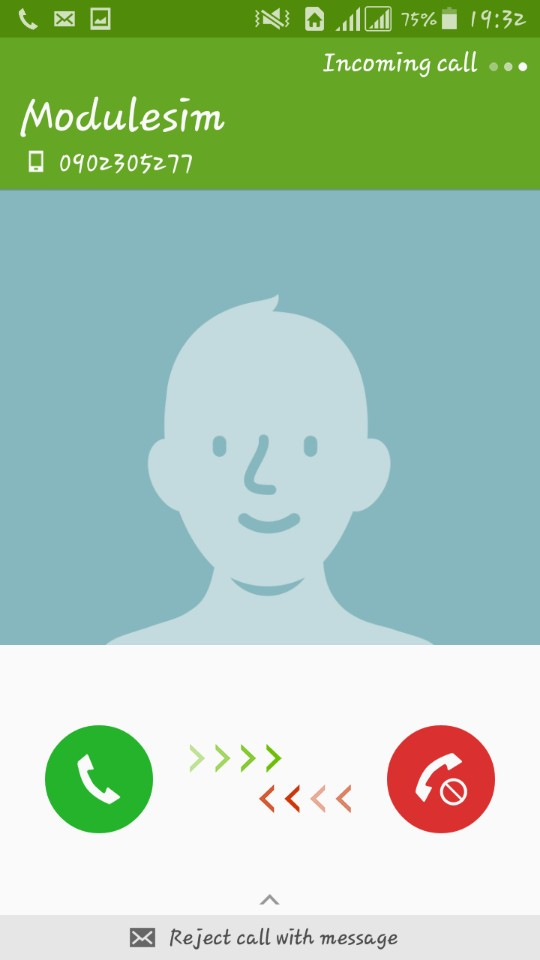 75% 19:32
Incoming call
Modulesim
0902305277
Reject call with message